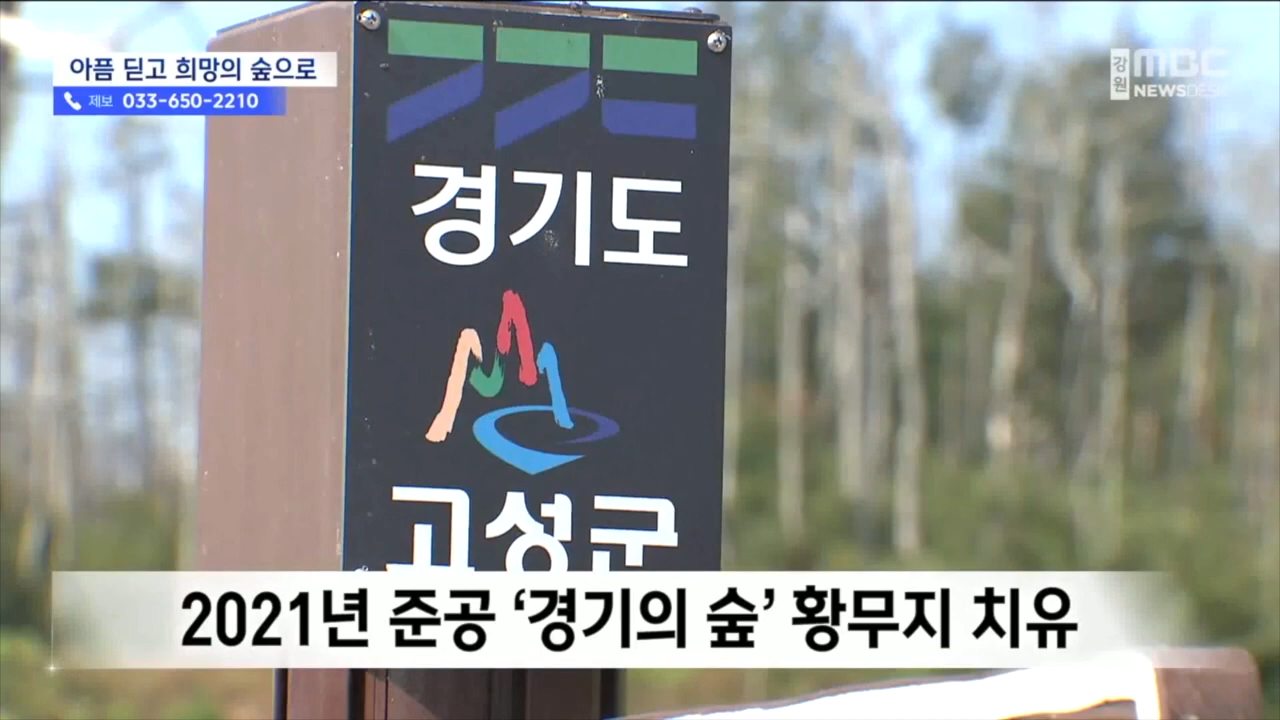 아픔 딛고 희망의 숲으로
제보 033-650-2210
강원 MBC
NEWSDESK
경기도
고성군
2021년 준공 ‘경기의 숲’ 황무지 치유